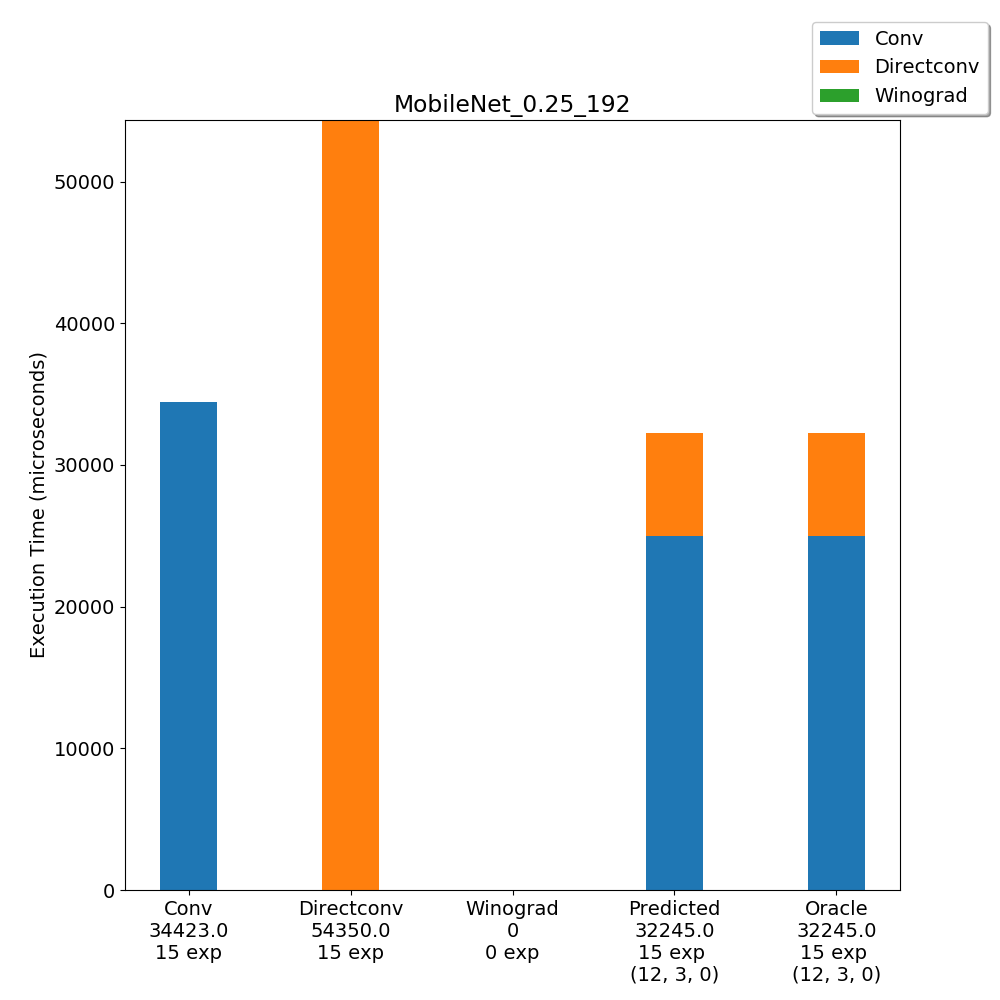 Conv
Directconv
Winograd
MobileNet_0.25_192
Execution Time (microseconds)
50000
40000
30000
20000
10000
0
Conv
34423.0
15 exp
Directconv
54350.0
15 exp
Winograd
0
0 exp
Predicted
32245.0
15 exp
(12, 3, 0)
Oracle
32245.0
15 exp
(12, 3, 0)